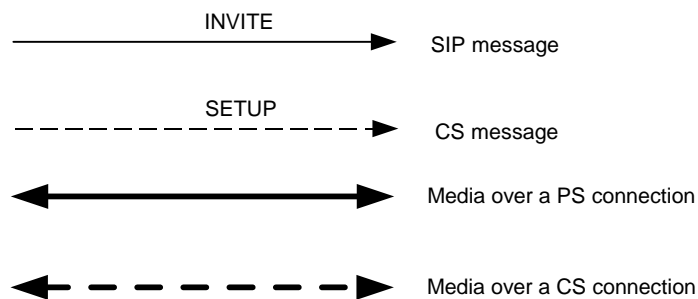 INVITE
SIP message
SETUP
CS message
Media over a PS connection
Media over a CS connection